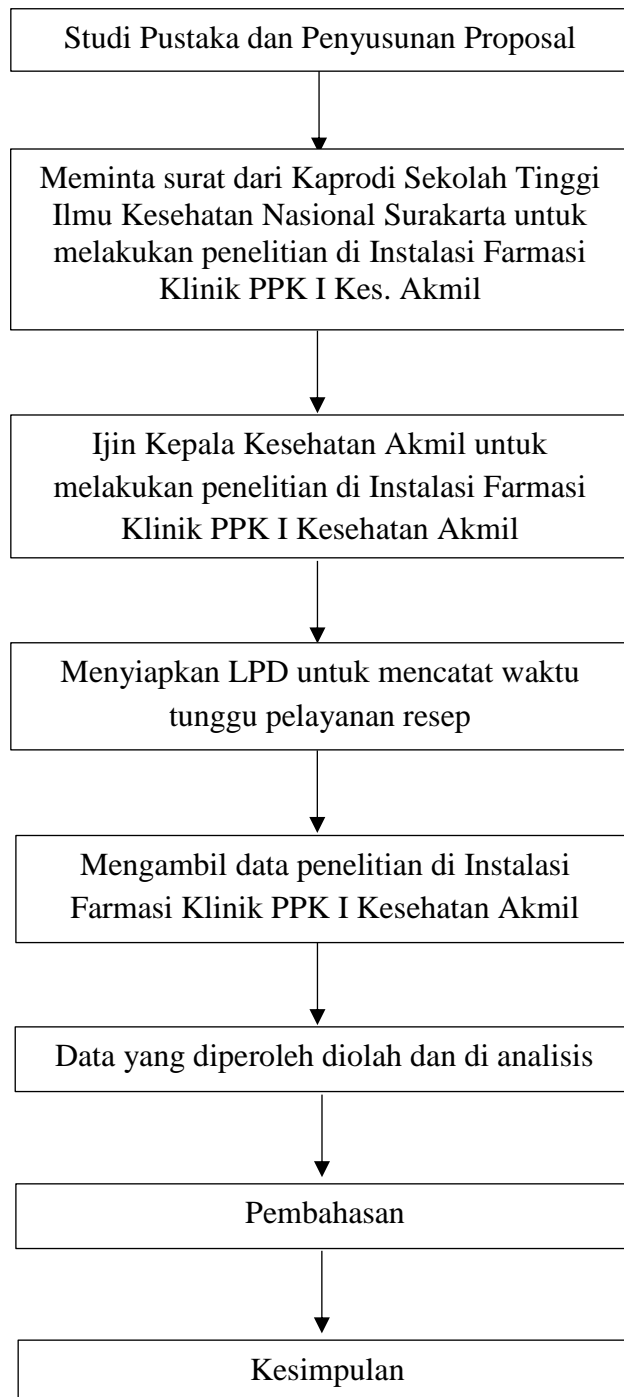 Studi Pustaka dan Penyusunan Proposal
Meminta surat dari Kaprodi Sekolah Tinggi
Ilmu Kesehatan Nasional Surakarta untuk
melakukan penelitian di Instalasi Farmasi
Klinik PPK I Kes. Akmil
Ijin Kepala Kesehatan Akmil untuk
melakukan penelitian di Instalasi Farmasi
Klinik PPK I Kesehatan Akmil
Menyiapkan LPD untuk mencatat waktu
tunggu pelayanan resep
Mengambil data penelitian di Instalasi
Farmasi Klinik PPK I Kesehatan Akmil
Data yang diperoleh diolah dan di analisis
Pembahasan
Kesimpulan